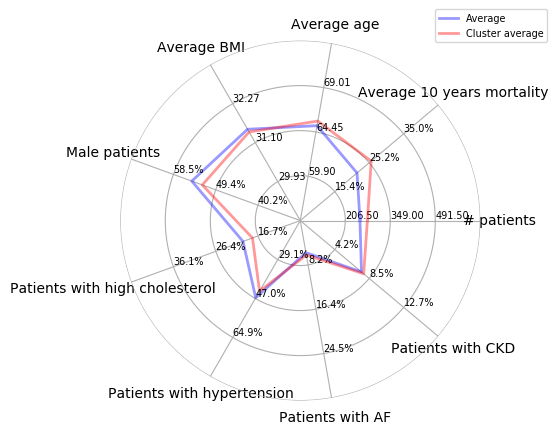 Average age
Average
Cluster average
Average BMI
69.01
Average 10 years mortality
32.27
64.45
35.0%
31.10
Male patients
25.2%
58.5%
29.93
59.90
49.4%
15.4%
40.2%
206.50
349.00
491.50
# patients
16.7%
26.4%
4.2%
29.1%
8.2%
36.1%
8.5%
Patients with high cholesterol
47.0%
16.4%
12.7%
64.9%
24.5%
Patients with CKD
Patients with hypertension
Patients with AF